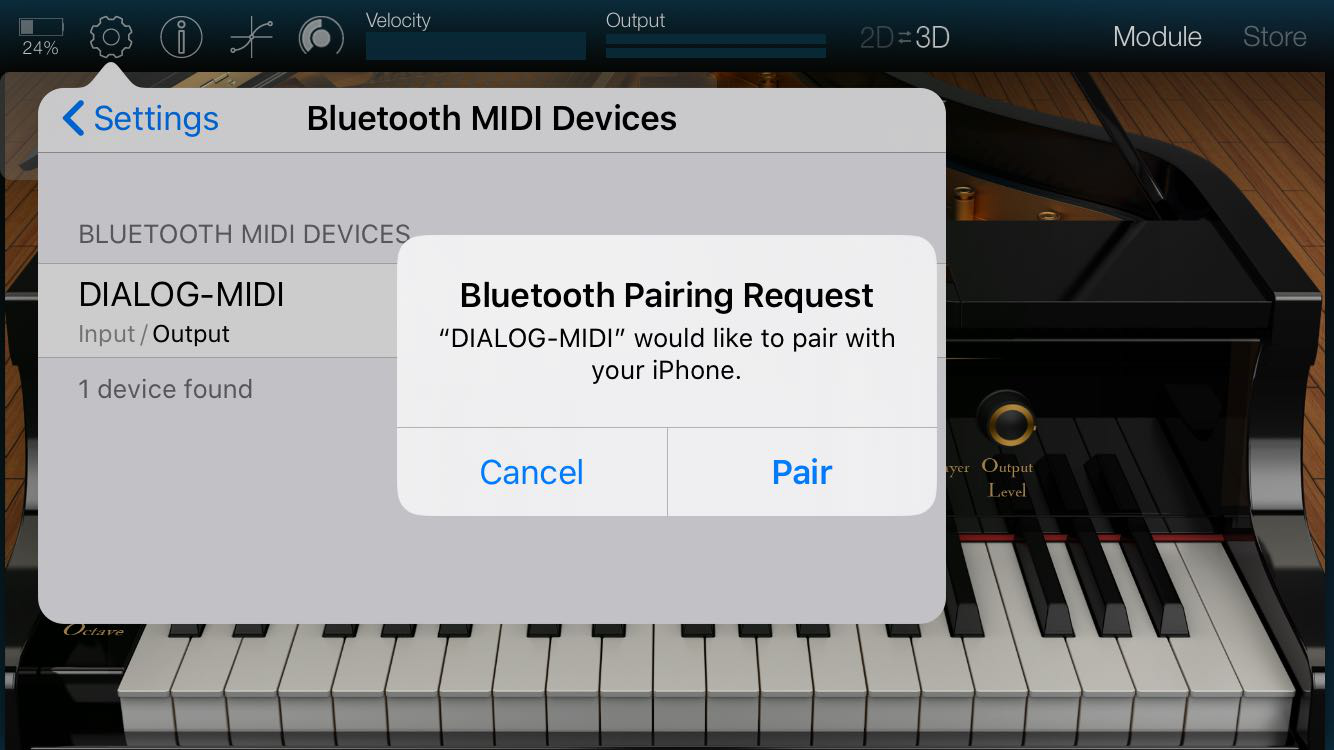 Velocity
Output
24%
2D⇄3D
Module
Store
Settings
Bluetooth MIDI Devices
BLUETOOTH MIDI DEVICES
DIALOG-MIDI
Input / Output
1 device found
Bluetooth Pairing Request
“DIALOG-MIDI” would like to pair with
your iPhone.
Cancel
Pair
Output
Level
Octave